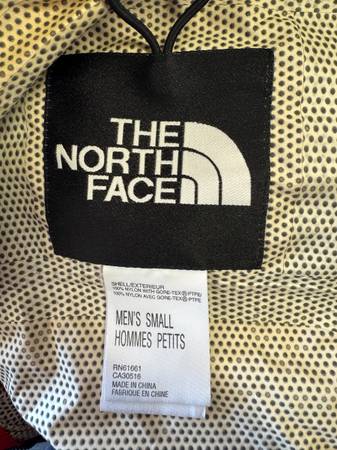 THE
NORTH
FACE
SHELL/EXTERIEUR
100% NYLON WITH GORE-TEX®-PTFE/
100% NYLON AVEC GORE-TEX®-PTFE
MEN'S SMALL
HOMMES PETITS
RN61661
CA30516
MADE IN CHINA
FABRIQUE EN CHINE